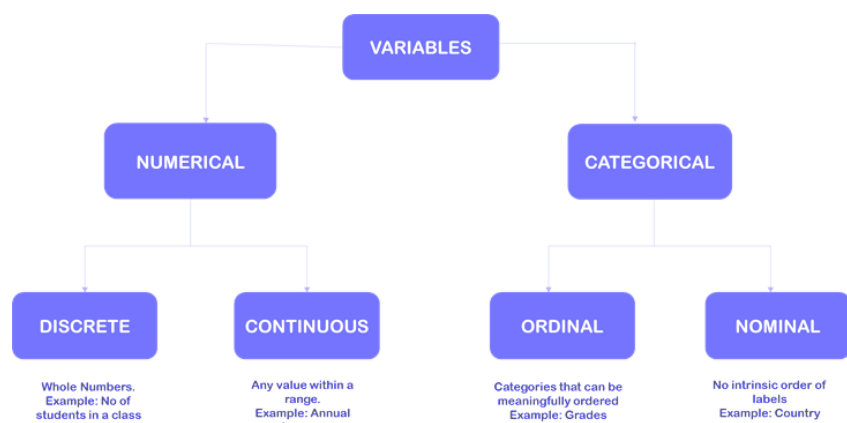 VARIABLES
NUMERICAL
CATEGORICAL
DISCRETE
CONTINUOUS
ORDINAL
NOMINAL
Whole Numbers.
Example: No of
students in a class
Any value within a
range.
Example: Annual
Categories that can be
meaningfully ordered
Example: Grades
No intrinsic order of
labels
Example: Country